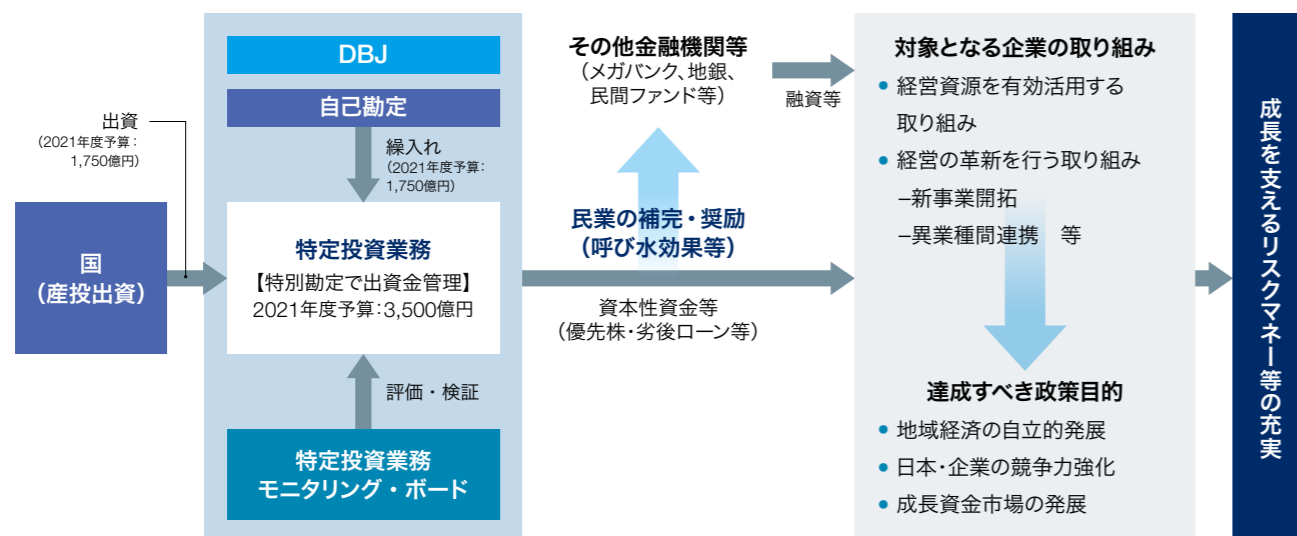 出資
（2021年度予算：
1,750億円）
国
（産投出資）
DBJ
自己勘定
繰入れ
（2021年度予算：
1,750億円）
特定投資業務
【特別勘定で出資金管理】
2021年度予算：3,500億円
評価・検証
特定投資業務
モニタリング・ボード
その他金融機関等
（メガバンク、地銀、
民間ファンド等）
融資等
民業の補完・奨励
（呼び水効果等）
資本性資金等
（優先株・劣後ローン等）
対象となる企業の取り組み
● 経営資源を有効活用する
取り組み
● 経営の革新を行う取り組み
–新事業開拓
–異業種間連携　等
達成すべき政策目的
● 地域経済の自立的発展
● 日本・企業の競争力強化
● 成長資金市場の発展
成長を支えるリスクマネー等の充実